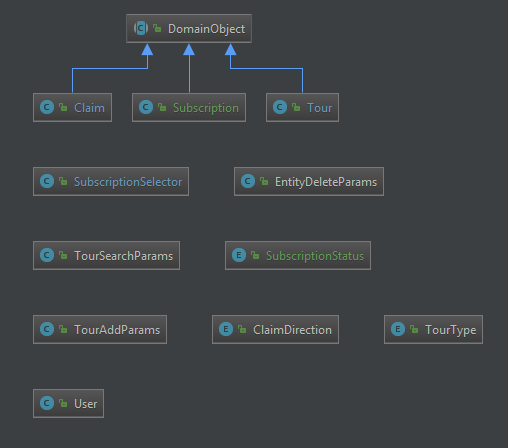 C DomainObject
C Claim C Subscription C Tour
C SubscriptionSelector C EntityDeleteParams
C TourSearchParams E SubscriptionStatus
C TourAddParams E ClaimDirection E TourType
C User